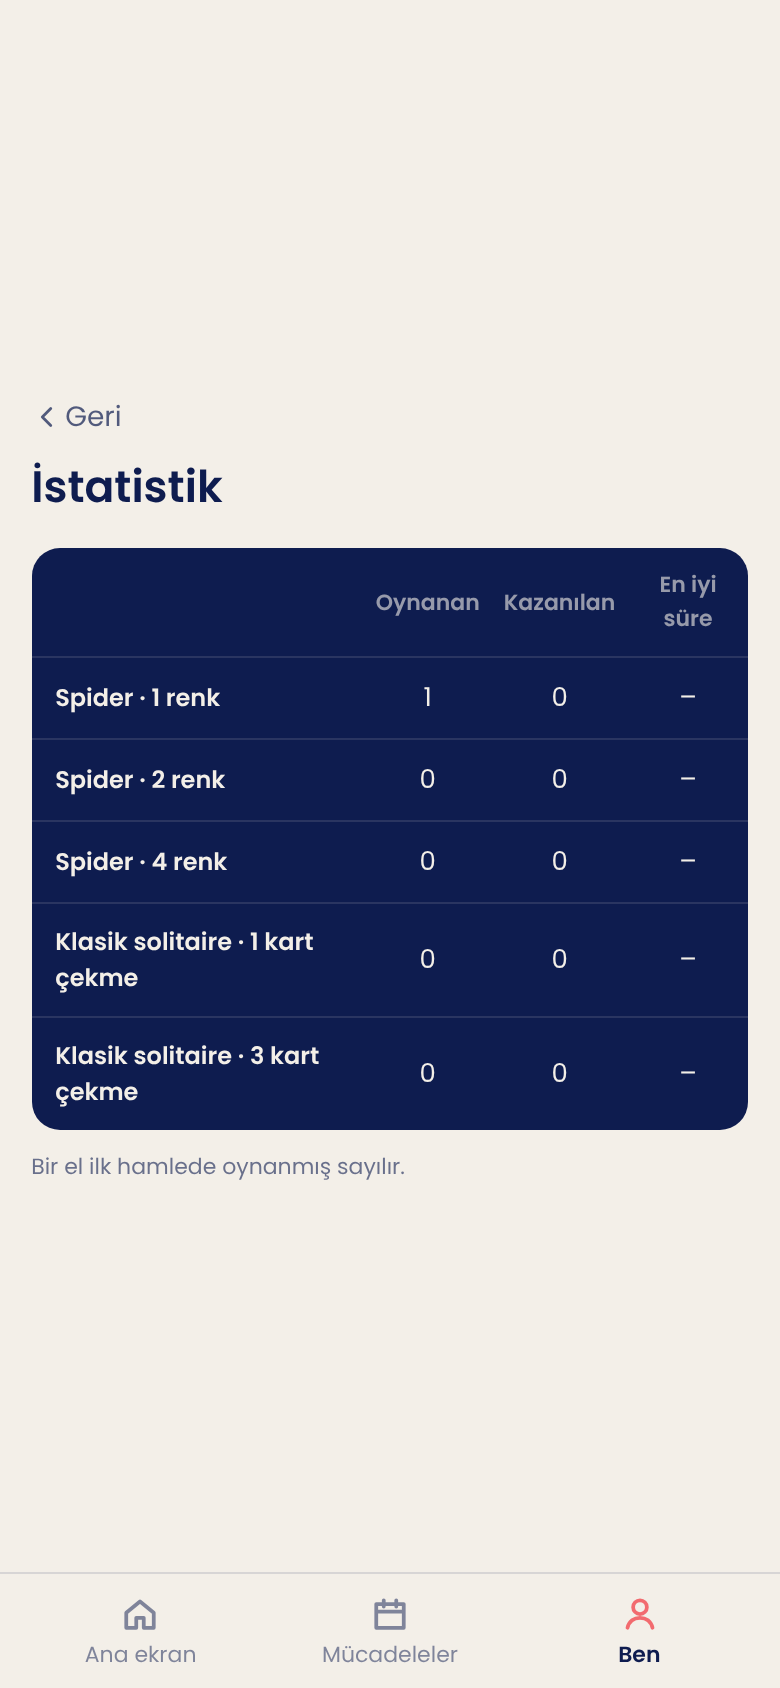 Geri
İstatistik
Oynanan Kazanılan En iyi
süre
Spider · 1 renk 1 0 –
Spider · 2 renk 0 0 –
Spider · 4 renk 0 0 –
Klasik solitaire · 1 kart
çekme 0 0 –
Klasik solitaire · 3 kart
çekme 0 0 –
Bir el ilk hamlede oynanmış sayılır.
Ana ekran Mücadeleler Ben